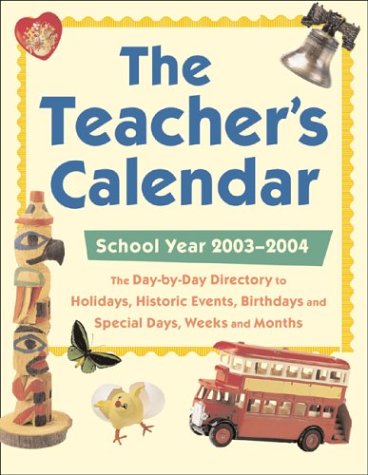 The
Teacher's
Calendar
School Year 2003–2004
The Day-by-Day Directory to
Holidays, Historic Events, Birthdays and
Special Days, Weeks and Months